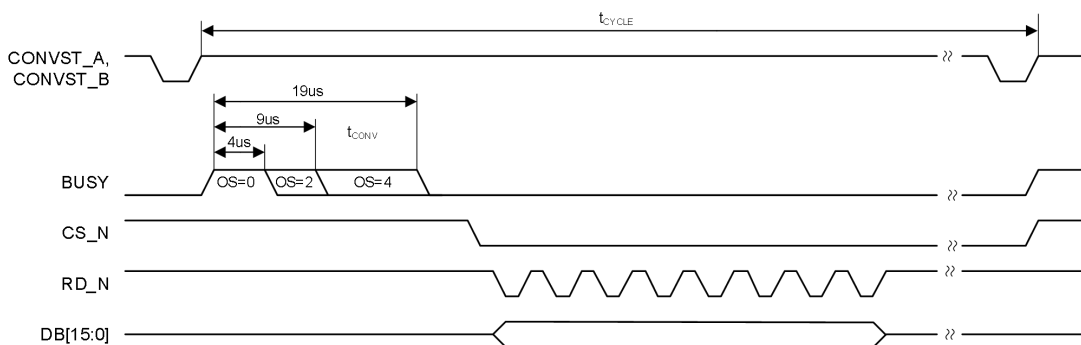 tCYCLE
CONVST_A,
CONVST_B
19us
9us
tCONV
4us
BUSY
OS=0
OS=2
OS=4
CS_N
RD_N
DB[15:0]